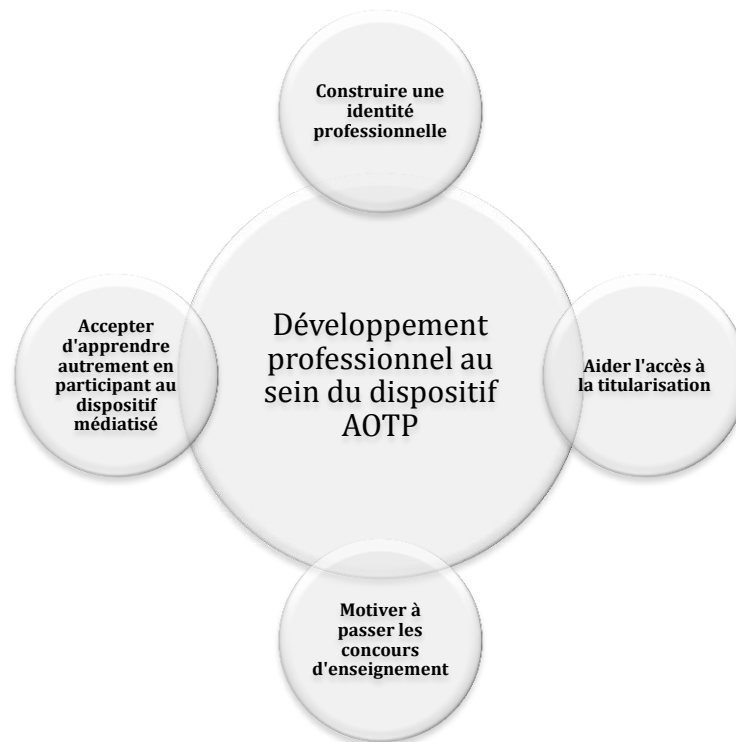 Construire une
identité
professionnelle
Accepter
d'apprendre
autrement en
participant au
dispositif
médiatisé
Développement
professionnel au
sein du dispositif
AOTP
Aider l'accès à
la titularisation
Motiver à
passer les
concours
d'enseignement